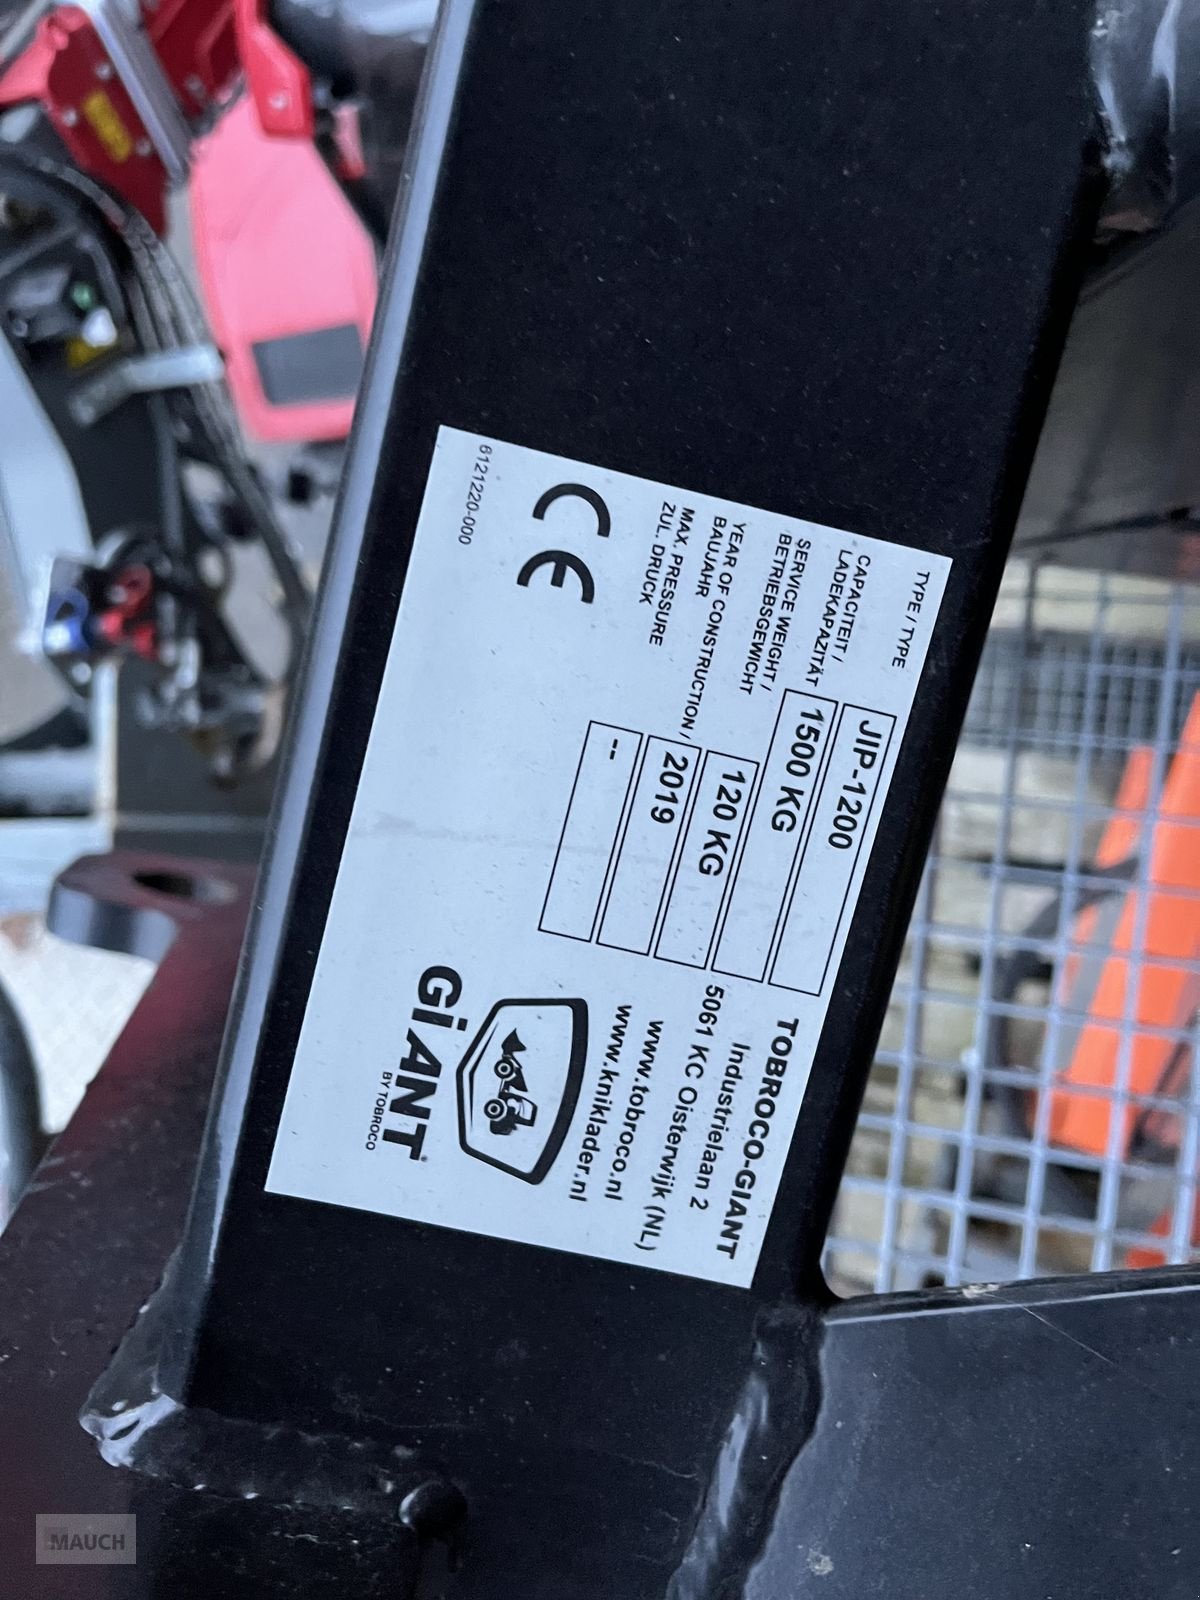 TYPE / TYPE
JIP-1200
CAPACITEIT /
LADEKAPAZITÄT
1500 KG
SERVICE WEIGHT /
BETRIEBSGEWICHT
120 KG
YEAR OF CONSTRUCTION /
BAUJAHR
2019
MAX. PRESSURE
ZUL. DRUCK
--
CE
6121220-000
TOBROCO-GIANT
Industrielaan 2
5061 KC Oisterwijk (NL)
www.tobroco.nl
www.kniklader.nl
GiANT
BY TOBROCO
MAUCH